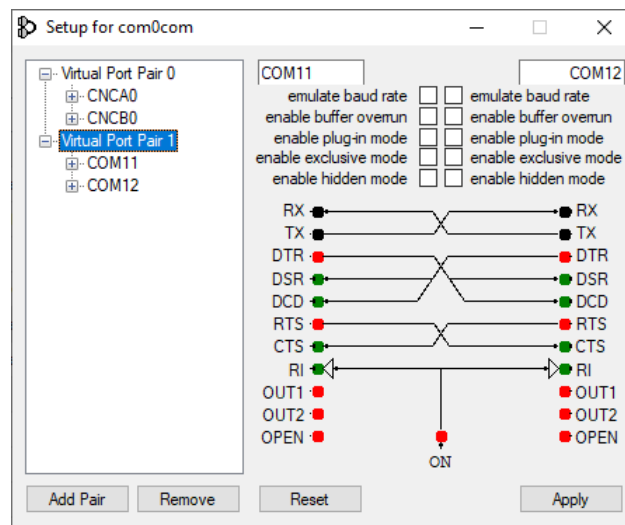 Setup for com0com
Virtual Port Pair 0
CNCA0
CNCB0
Virtual Port Pair 1
COM11
COM12
COM11 COM12
emulate baud rate emulate baud rate
enable buffer overrun enable buffer overrun
enable plug-in mode enable plug-in mode
enable exclusive mode enable exclusive mode
enable hidden mode enable hidden mode
RX RX
TX TX
DTR DTR
DSR DSR
DCD DCD
RTS RTS
CTS CTS
RI RI
OUT1 OUT1
OUT2 OUT2
OPEN OPEN
ON
Add Pair Remove Reset Apply